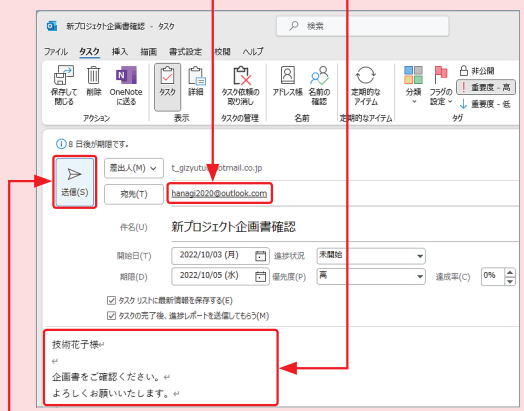 新プロジェクト企画書確認 - タスク
検索
ファイル タスク 挿入 描画 書式設定 校閲 ヘルプ
保存して閉じる 削除 OneNoteに送る タスク 詳細 タスク依頼の取り消し アドレス帳 名前の確認 定期的なアイテム 分類 フラグの設定 非公開
重要度 - 高
重要度 - 低
アクション 表示 タスクの管理 名前 定期的なアイテム タグ
8 日後が期限です。
送信(S)
差出人(M) t_gizyutu otmail.co.jp
宛先(T) hanagi2020@outlook.com
件名(U) 新プロジェクト企画書確認
開始日(T) 2022/10/03 (月) 進捗状況 未開始
期限(D) 2022/10/05 (水) 優先度(P) 高 達成率(C) 0%
タスク リストに最新情報を保存する(E)
タスクの完了後、進捗レポートを送信してもらう(M)
技術花子様↵
↵
企画書をご確認ください。↵
よろしくお願いいたします。↵